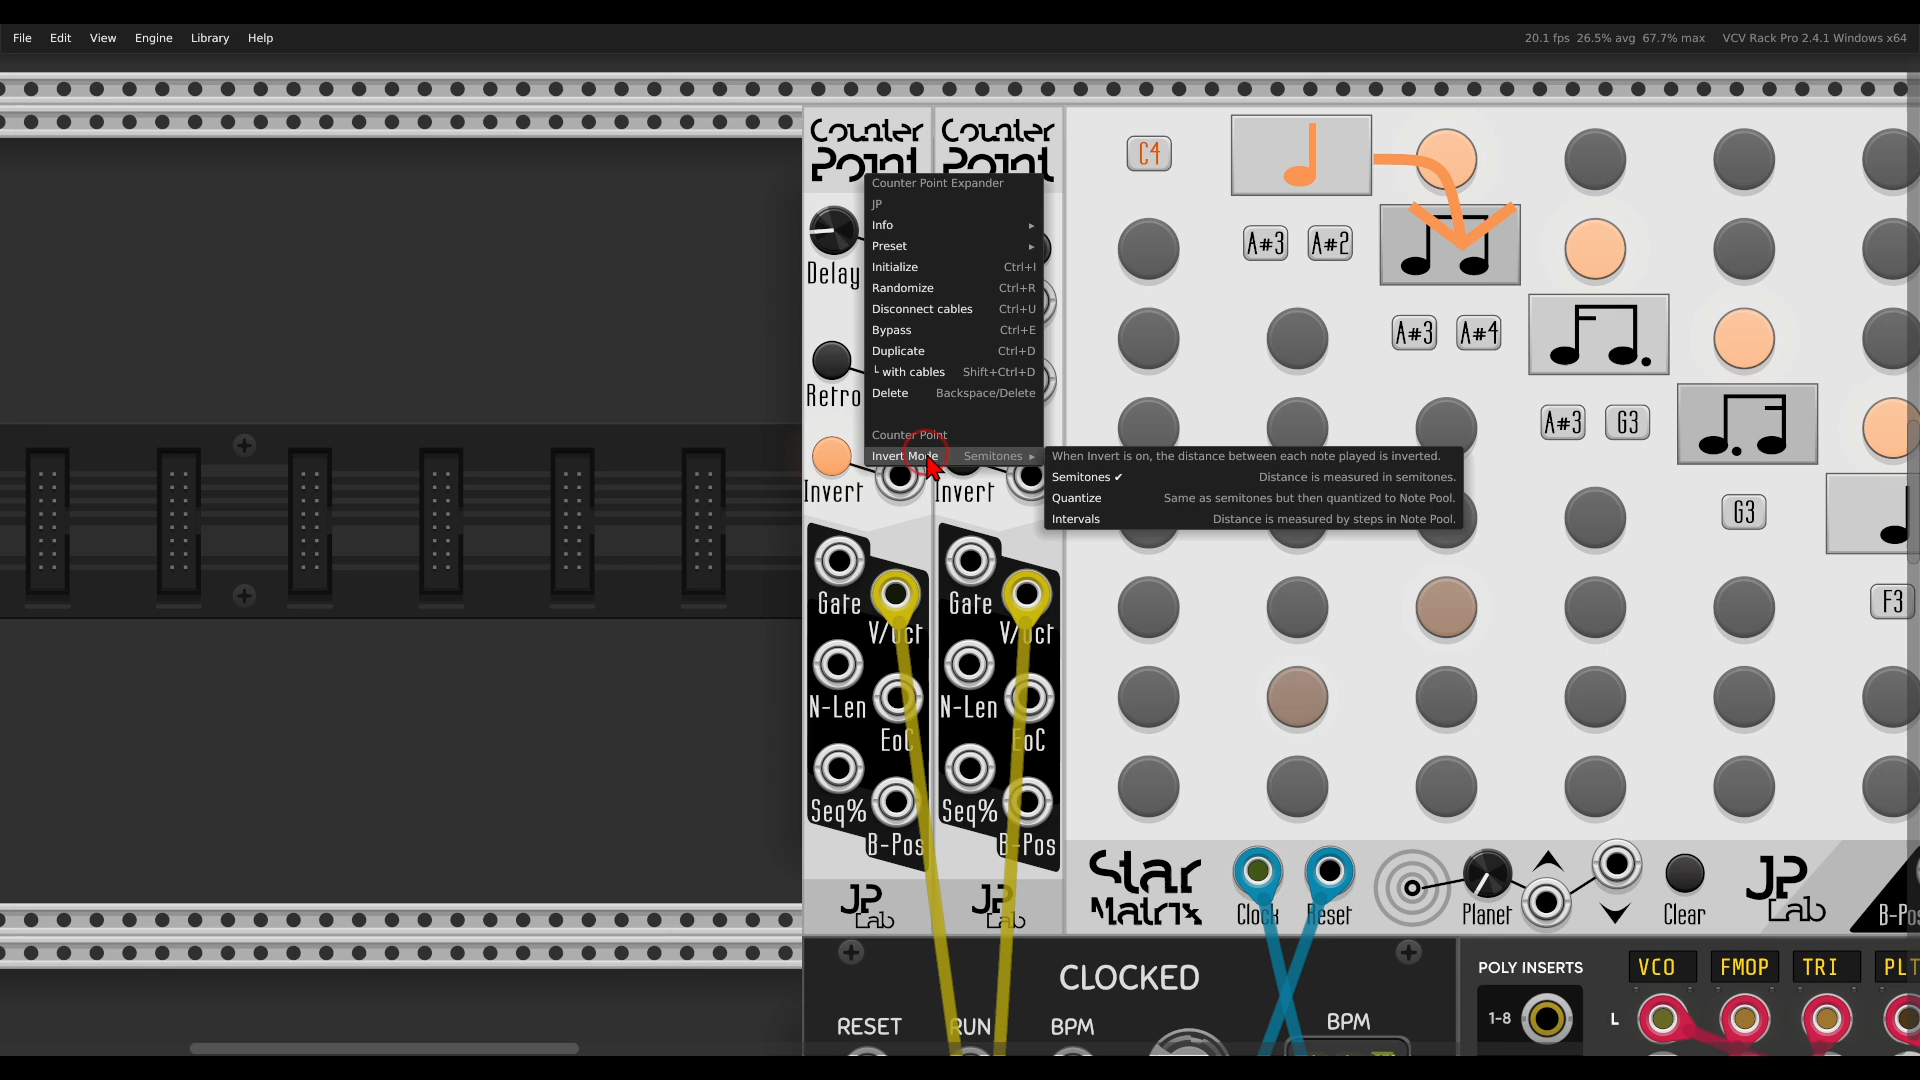 File Edit View Engine Library Help
20.1 fps 26.5% avg 67.7% max VCV Rack Pro 2.4.1 Windows x64
Counter Point
Counter Point
C4
Counter Point Expander
JP
Info ▸
Preset ▸
Initialize Ctrl+I
Randomize Ctrl+R
Disconnect cables Ctrl+U
Bypass Ctrl+E
Duplicate Ctrl+D
└ with cables Shift+Ctrl+D
Delete Backspace/Delete
Counter Point
Invert Mode Semitones ▸
When Invert is on, the distance between each note played is inverted.
Semitones ✔ Distance is measured in semitones.
Quantize Same as semitones but then quantized to Note Pool.
Intervals Distance is measured by steps in Note Pool.
Delay
Retro
Invert Invert
A#3 A#2
A#3 A#4
A#3 G3
G3
F3
Gate Gate
V/Oct V/Oct
N-Len N-Len
EoC EoC
Seq% Seq%
B-Pos B-Pos
JP Lab JP Lab
Star Matrix
Clock Reset Planet Clear
JP Lab
CLOCKED
RESET RUN BPM BPM
POLY INSERTS VCO FMOP TRI
1-8 L